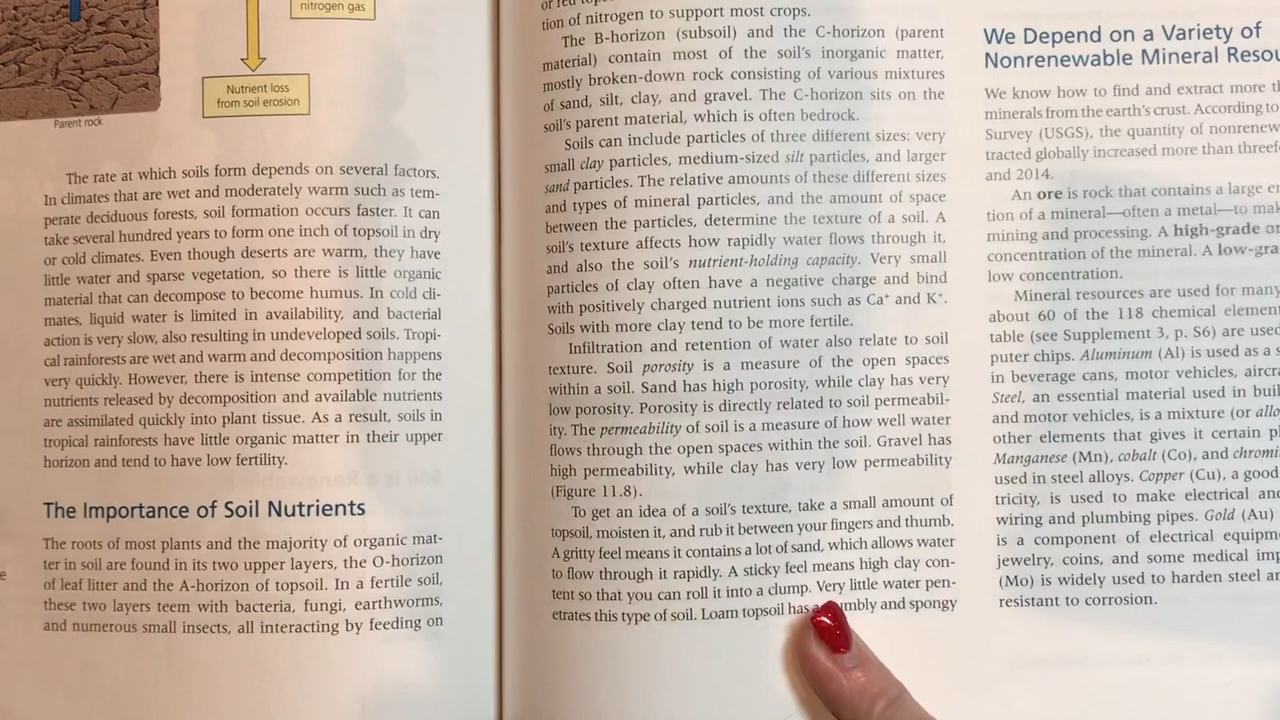 nitrogen gas
Nutrient loss
from soil erosion
Parent rock
The rate at which soils form depends on several factors.
In climates that are wet and moderately warm such as tem-
perate deciduous forests, soil formation occurs faster. It can
take several hundred years to form one inch of topsoil in dry
or cold climates. Even though deserts are warm, they have
little water and sparse vegetation, so there is little organic
material that can decompose to become humus. In cold cli-
mates, liquid water is limited in availability, and bacterial
action is very slow, also resulting in undeveloped soils. Tropi-
cal rainforests are wet and warm and decomposition happens
very quickly. However, there is intense competition for the
nutrients released by decomposition and available nutrients
are assimilated quickly into plant tissue. As a result, soils in
tropical rainforests have little organic matter in their upper
horizon and tend to have low fertility.
The Importance of Soil Nutrients
The roots of most plants and the majority of organic mat-
ter in soil are found in its two upper layers, the O-horizon
of leaf litter and the A-horizon of topsoil. In a fertile soil,
these two layers teem with bacteria, fungi, earthworms,
and numerous small insects, all interacting by feeding on
e
or red
tion of nitrogen to support most crops.
The B-horizon (subsoil) and the C-horizon (parent
material) contain most of the soil's inorganic matter,
mostly broken-down rock consisting of various mixtures
of sand, silt, clay, and gravel. The C-horizon sits on the
soil's parent material, which is often bedrock.
Soils can include particles of three different sizes: very
small clay particles, medium-sized silt particles, and larger
sand particles. The relative amounts of these different sizes
and types of mineral particles, and the amount of space
between the particles, determine the texture of a soil. A
soil's texture affects how rapidly water flows through it,
and also the soil's nutrient-holding capacity. Very small
particles of clay often have a negative charge and bind
with positively charged nutrient ions such as Ca⁺ and K⁺.
Soils with more clay tend to be more fertile.
Infiltration and retention of water also relate to soil
texture. Soil porosity is a measure of the open spaces
within a soil. Sand has high porosity, while clay has very
low porosity. Porosity is directly related to soil permeabil-
ity. The permeability of soil is a measure of how well water
flows through the open spaces within the soil. Gravel has
high permeability, while clay has very low permeability
(Figure 11.8).
To get an idea of a soil's texture, take a small amount of
topsoil, moisten it, and rub it between your fingers and thumb.
A gritty feel means it contains a lot of sand, which allows water
to flow through it rapidly. A sticky feel means high clay con-
tent so that you can roll it into a clump. Very little water pen-
etrates this type of soil. Loam topsoil has and spongy
We Depend on a Variety of
Nonrenewable Mineral Resou
We know how to find and extract more t
minerals from the earth's crust. According to
Survey (USGS), the quantity of nonrenew
tracted globally increased more than threef
and 2014.
An ore is rock that contains a large e
tion of a mineral—often a metal—to ma
mining and processing. A high-grade o
concentration of the mineral. A low-gra
low concentration.
Mineral resources are used for many
about 60 of the 118 chemical elemen
table (see Supplement 3, p. S6) are used
puter chips. Aluminum (Al) is used as a s
in beverage cans, motor vehicles, aircra
Steel, an essential material used in buil
and motor vehicles, is a mixture (or allo
other elements that gives it certain p
Manganese (Mn), cobalt (Co), and chromi
used in steel alloys. Copper (Cu), a good
tricity, is used to make electrical and
wiring and plumbing pipes. Gold (Au)
is a component of electrical equipm
jewelry, coins, and some medical imp
(Mo) is widely used to harden steel an
resistant to corrosion.